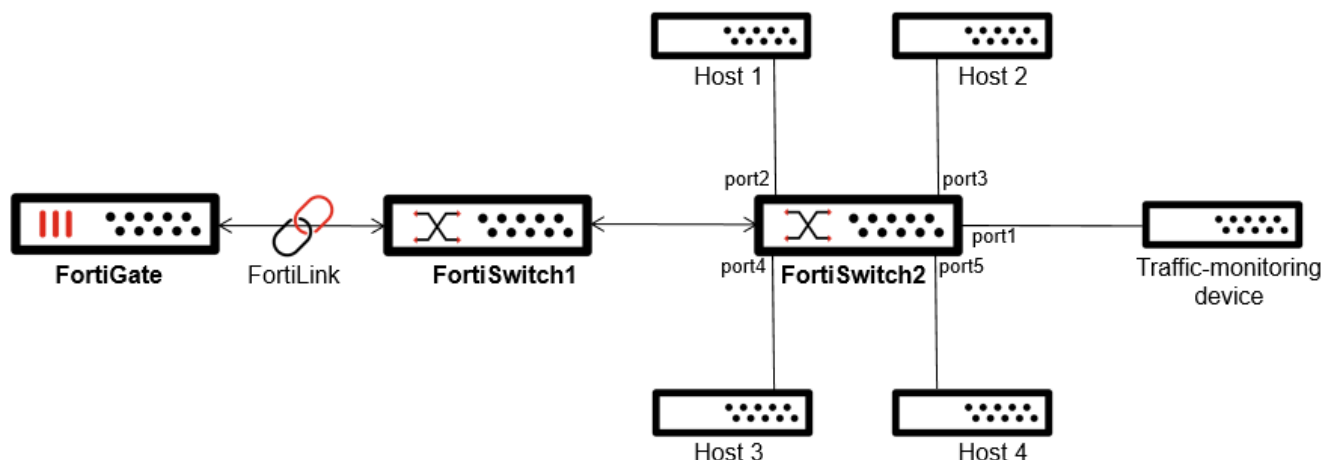 Host 1
Host 2
port2
port3
port1
FortiGate
FortiLink
FortiSwitch1
port4
FortiSwitch2
port5
Traffic-monitoring
device
Host 3
Host 4